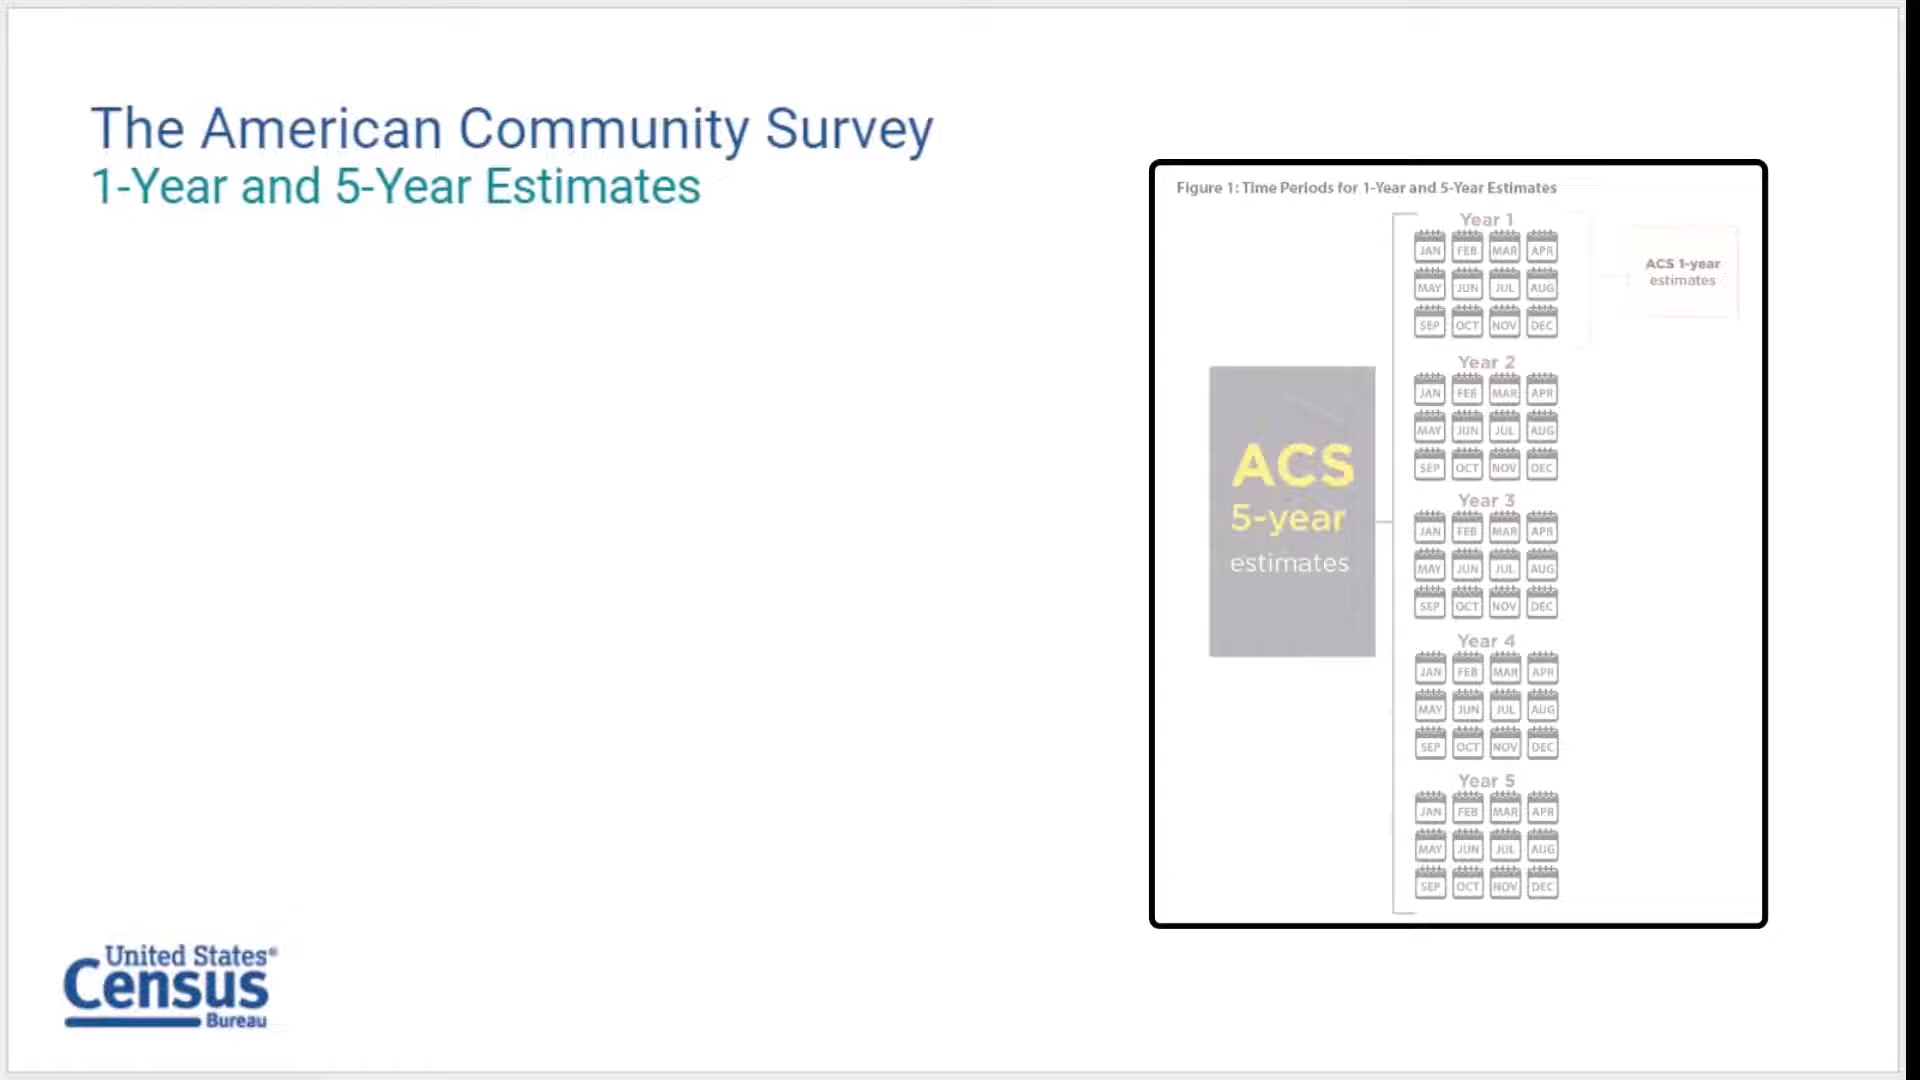 The American Community Survey
1-Year and 5-Year Estimates
Figure 1: Time Periods for 1-Year and 5-Year Estimates
ACS
5-year
estimates
Year 1
JAN FEB MAR APR
MAY JUN JUL AUG
SEP OCT NOV DEC
ACS 1-year
estimates
Year 2
JAN FEB MAR APR
MAY JUN JUL AUG
SEP OCT NOV DEC
Year 3
JAN FEB MAR APR
MAY JUN JUL AUG
SEP OCT NOV DEC
Year 4
JAN FEB MAR APR
MAY JUN JUL AUG
SEP OCT NOV DEC
Year 5
JAN FEB MAR APR
MAY JUN JUL AUG
SEP OCT NOV DEC
United States®
Census
Bureau